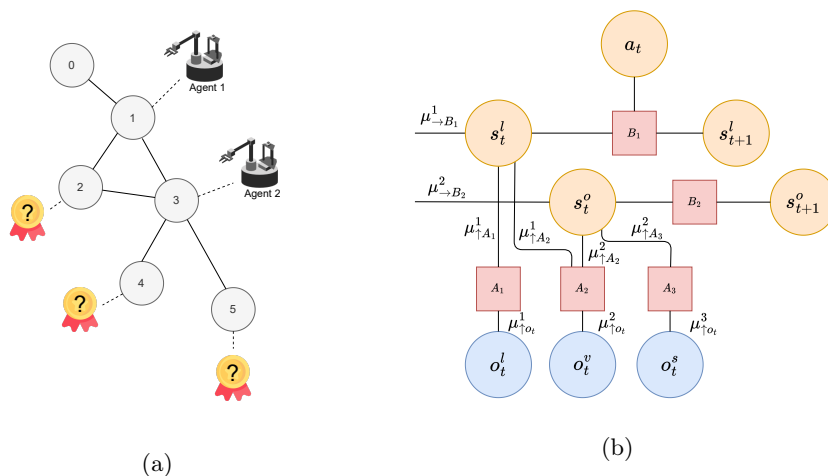 0
Agent 1
1
2
3
Agent 2
?
4
?
5
?
(a)
a_t
μ^1_{→B_1}
s^l_t
B_1
s^l_{t+1}
μ^2_{→B_2}
s^o_t
B_2
s^o_{t+1}
μ^1_{↑A_1}
μ^1_{↑A_2}
μ^2_{↑A_2}
μ^2_{↑A_3}
A_1
A_2
A_3
μ^1_{↑o_t}
μ^2_{↑o_t}
μ^3_{↑o_t}
o^l_t
o^v_t
o^s_t
(b)